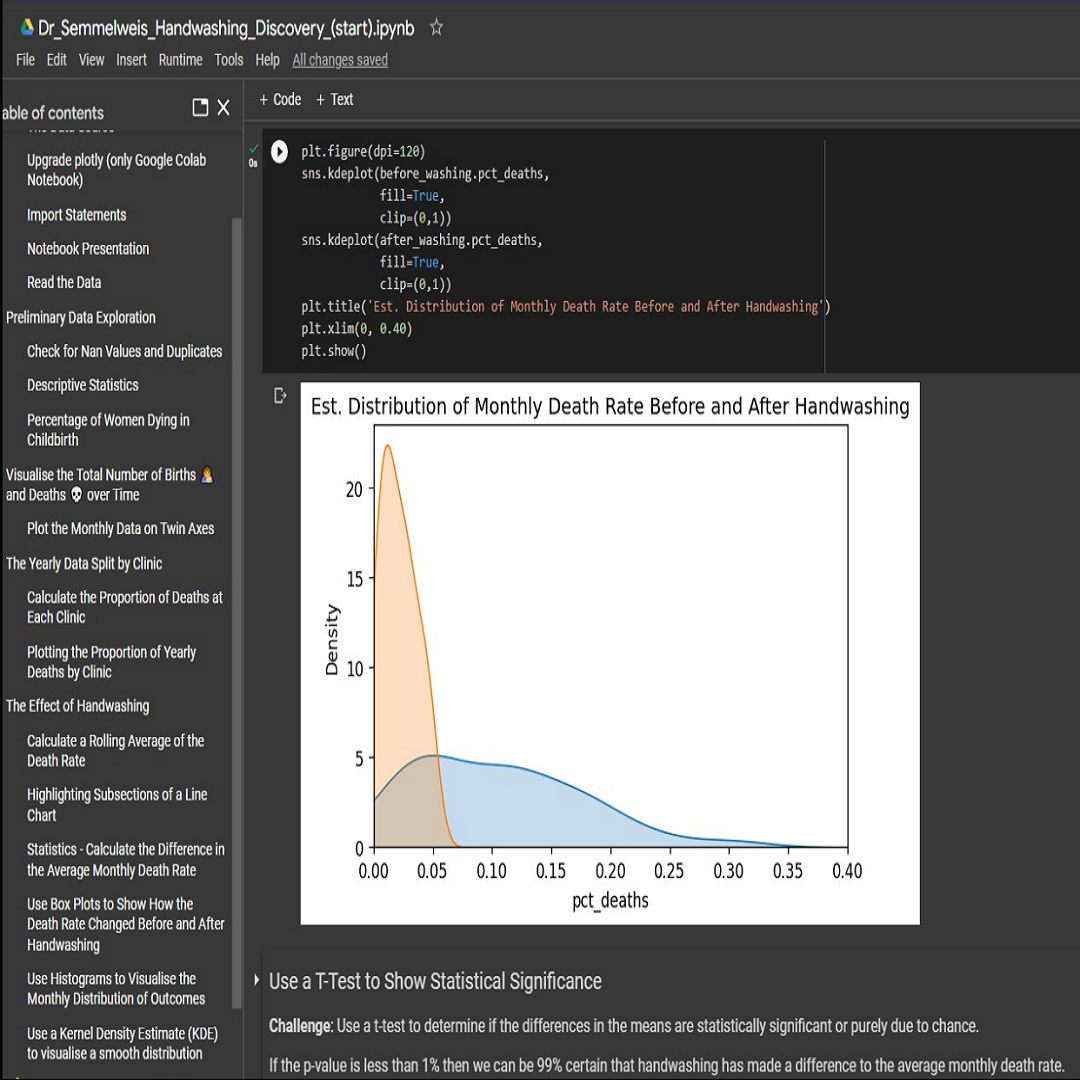 Dr_Semmelweis_Handwashing_Discovery_(start).ipynb
File Edit View Insert Runtime Tools Help All changes saved
able of contents
Upgrade plotly (only Google Colab
Notebook)
Import Statements
Notebook Presentation
Read the Data
Preliminary Data Exploration
Check for Nan Values and Duplicates
Descriptive Statistics
Percentage of Women Dying in
Childbirth
Visualise the Total Number of Births 🤱
and Deaths 💀 over Time
Plot the Monthly Data on Twin Axes
The Yearly Data Split by Clinic
Calculate the Proportion of Deaths at
Each Clinic
Plotting the Proportion of Yearly
Deaths by Clinic
The Effect of Handwashing
Calculate a Rolling Average of the
Death Rate
Highlighting Subsections of a Line
Chart
Statistics - Calculate the Difference in
the Average Monthly Death Rate
Use Box Plots to Show How the
Death Rate Changed Before and After
Handwashing
Use Histograms to Visualise the
Monthly Distribution of Outcomes
Use a Kernel Density Estimate (KDE)
to visualise a smooth distribution
+ Code + Text
0s
plt.figure(dpi=120)
sns.kdeplot(before_washing.pct_deaths,
fill=True,
clip=(0,1))
sns.kdeplot(after_washing.pct_deaths,
fill=True,
clip=(0,1))
plt.title('Est. Distribution of Monthly Death Rate Before and After Handwashing')
plt.xlim(0, 0.40)
plt.show()
Est. Distribution of Monthly Death Rate Before and After Handwashing
20
15
10
5
0
Density
0.00 0.05 0.10 0.15 0.20 0.25 0.30 0.35 0.40
pct_deaths
Use a T-Test to Show Statistical Significance
Challenge: Use a t-test to determine if the differences in the means are statistically significant or purely due to chance.
If the p-value is less than 1% then we can be 99% certain that handwashing has made a difference to the average monthly death rate.